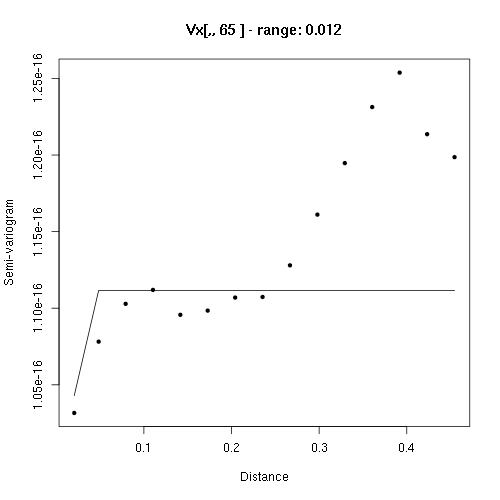 Vx[,, 65 ] - range: 0.012
Semi-variogram
1.25e-16
1.20e-16
1.15e-16
1.10e-16
1.05e-16
0.1 0.2 0.3 0.4
Distance